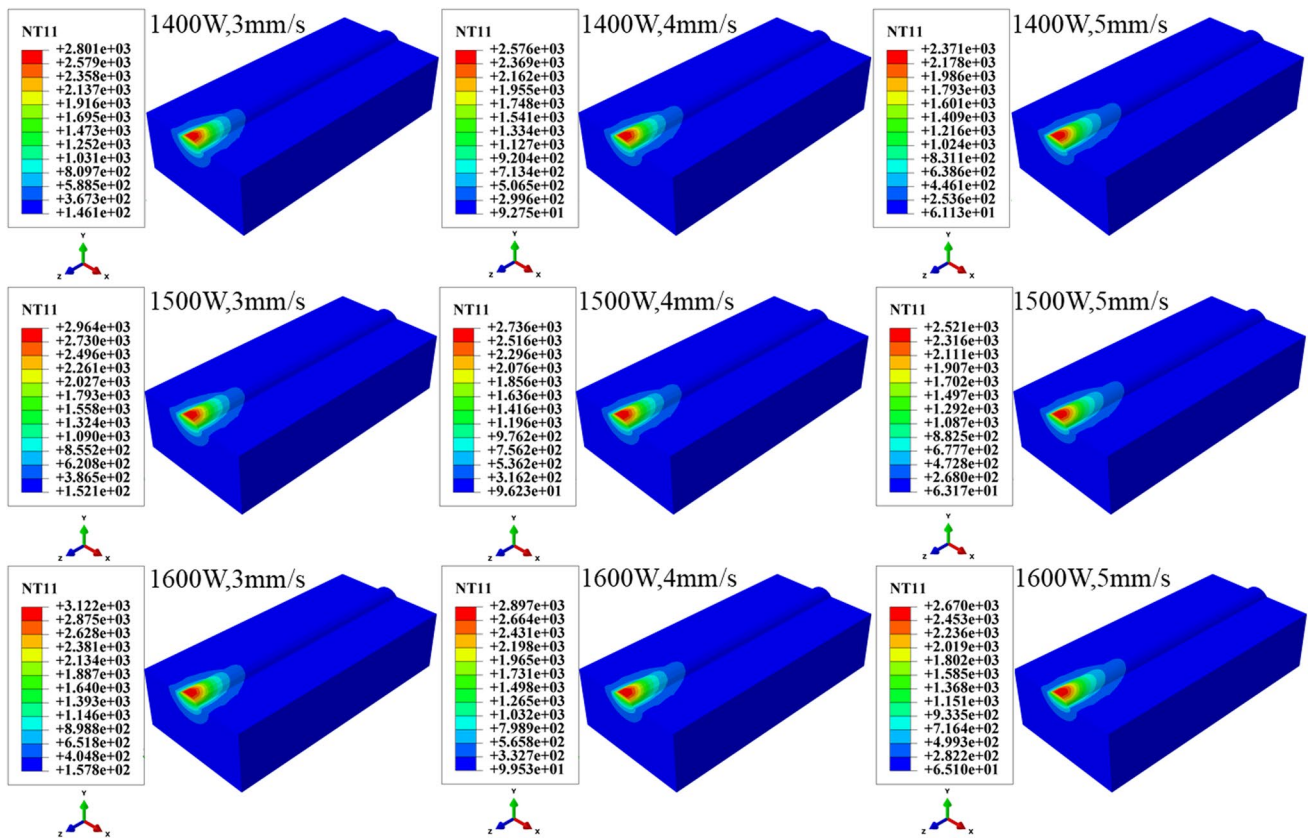 1400W,3mm/s
NT11
+2.801e+03
+2.579e+03
+2.358e+03
+2.137e+03
+1.916e+03
+1.695e+03
+1.473e+03
+1.252e+03
+1.031e+03
+8.097e+02
+5.885e+02
+3.673e+02
+1.461e+02
Y
Z
X
1400W,4mm/s
NT11
+2.576e+03
+2.369e+03
+2.162e+03
+1.955e+03
+1.748e+03
+1.541e+03
+1.334e+03
+1.127e+03
+9.204e+02
+7.134e+02
+5.065e+02
+2.996e+02
+9.275e+01
Y
Z
X
1400W,5mm/s
NT11
+2.371e+03
+2.178e+03
+1.986e+03
+1.793e+03
+1.601e+03
+1.409e+03
+1.216e+03
+1.024e+03
+8.311e+02
+6.386e+02
+4.461e+02
+2.536e+02
+6.113e+01
Y
Z
X
1500W,3mm/s
NT11
+2.964e+03
+2.730e+03
+2.496e+03
+2.261e+03
+2.027e+03
+1.793e+03
+1.558e+03
+1.324e+03
+1.090e+03
+8.552e+02
+6.208e+02
+3.865e+02
+1.521e+02
Y
Z
X
1500W,4mm/s
NT11
+2.736e+03
+2.516e+03
+2.296e+03
+2.076e+03
+1.856e+03
+1.636e+03
+1.416e+03
+1.196e+03
+9.762e+02
+7.562e+02
+5.362e+02
+3.162e+02
+9.623e+01
Y
Z
X
1500W,5mm/s
NT11
+2.521e+03
+2.316e+03
+2.111e+03
+1.907e+03
+1.702e+03
+1.497e+03
+1.292e+03
+1.087e+03
+8.825e+02
+6.777e+02
+4.728e+02
+2.680e+02
+6.317e+01
Y
Z
X
1600W,3mm/s
NT11
+3.122e+03
+2.875e+03
+2.628e+03
+2.381e+03
+2.134e+03
+1.887e+03
+1.640e+03
+1.393e+03
+1.146e+03
+8.988e+02
+6.518e+02
+4.048e+02
+1.578e+02
Y
Z
X
1600W,4mm/s
NT11
+2.897e+03
+2.664e+03
+2.431e+03
+2.198e+03
+1.965e+03
+1.731e+03
+1.498e+03
+1.265e+03
+1.032e+03
+7.989e+02
+5.658e+02
+3.327e+02
+9.953e+01
Y
Z
X
1600W,5mm/s
NT11
+2.670e+03
+2.453e+03
+2.236e+03
+2.019e+03
+1.802e+03
+1.585e+03
+1.368e+03
+1.151e+03
+9.335e+02
+7.164e+02
+4.993e+02
+2.822e+02
+6.510e+01
Y
Z
X